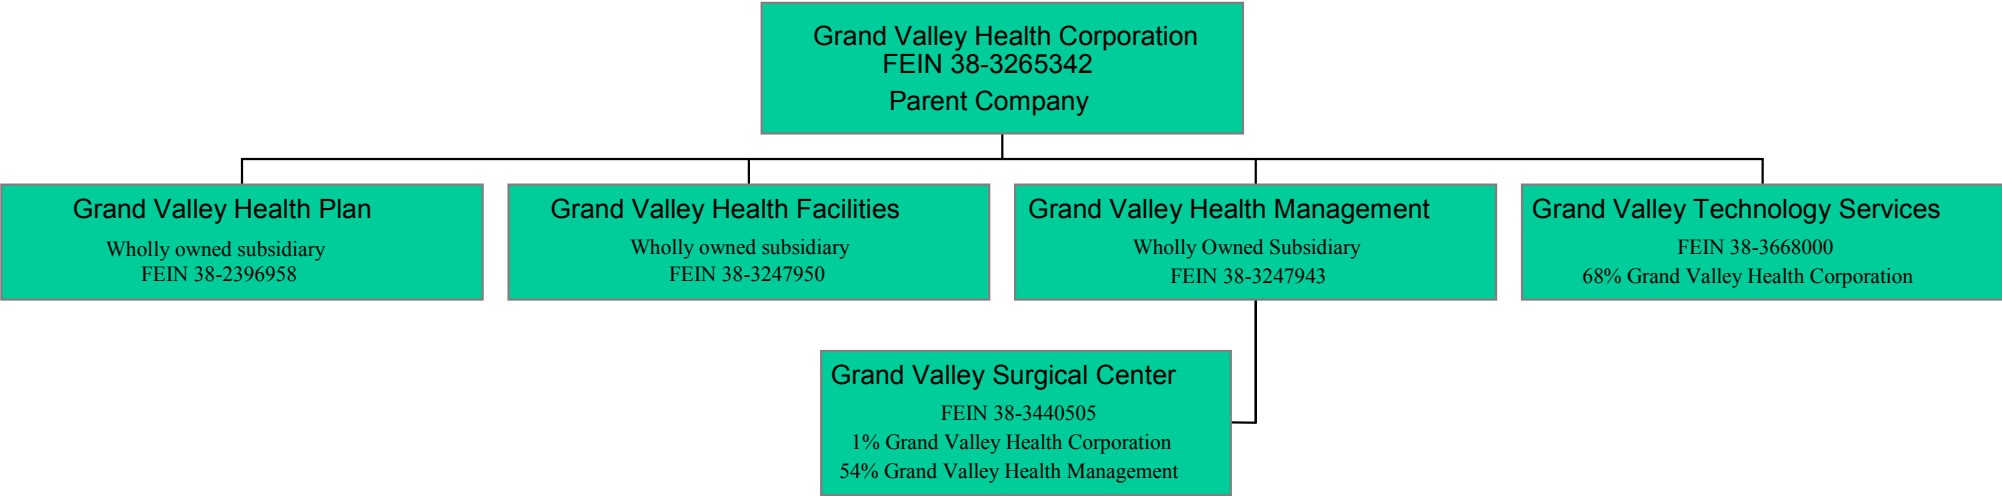 Grand Valley Health Corporation
FEIN 38-3265342
Parent Company
Grand Valley Health Plan
Wholly owned subsidiary
FEIN 38-2396958
Grand Valley Health Facilities
Wholly owned subsidiary
FEIN 38-3247950
Grand Valley Health Management
Wholly Owned Subsidiary
FEIN 38-3247943
Grand Valley Technology Services
FEIN 38-3668000
68% Grand Valley Health Corporation
Grand Valley Surgical Center
FEIN 38-3440505
1% Grand Valley Health Corporation
54% Grand Valley Health Management